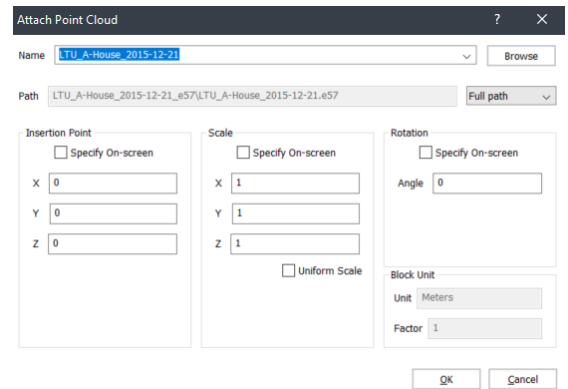 Attach Point Cloud ? ×
Name LTU_A-House_2015-12-21 Browse
Path LTU_A-House_2015-12-21_e57\LTU_A-House_2015-12-21.e57 Full path
Insertion Point Scale Rotation
Specify On-screen Specify On-screen Specify On-screen
X 0 X 1 Angle 0
Y 0 Y 1
Z 0 Z 1
Uniform Scale
Block Unit
Unit Meters
Factor 1
OK Cancel